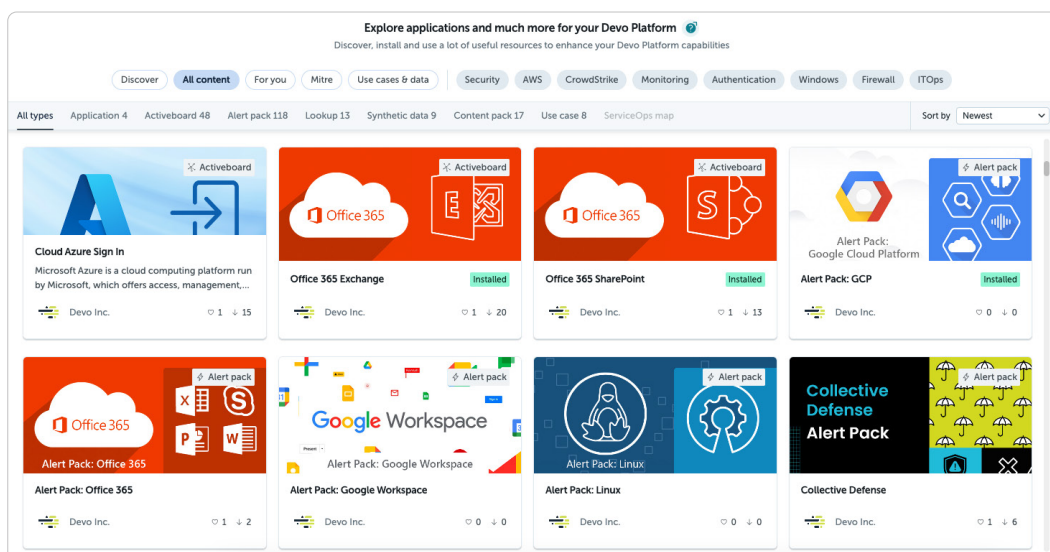 Explore applications and much more for your Devo Platform ?
Discover, install and use a lot of useful resources to enhance your Devo Platform capabilities
Discover All content For you Mitre Use cases & data Security AWS CrowdStrike Monitoring Authentication Windows Firewall ITOps
All types Application 4 Activeboard 48 Alert pack 118 Lookup 13 Synthetic data 9 Content pack 17 Use case 8 ServiceOps map Sort by Newest
Activeboard
Cloud Azure Sign In
Microsoft Azure is a cloud computing platform run
by Microsoft, which offers access, management,...
Devo Inc. 1 15
Activeboard
Office 365
E
Office 365 Exchange Installed
Devo Inc. 1 20
Activeboard
Office 365
S
Office 365 SharePoint Installed
Devo Inc. 1 13
Alert pack
Alert Pack:
Google Cloud Platform
Alert Pack: GCP Installed
Devo Inc. 0 0
Alert pack
X S
Office 365
P W
Alert Pack: Office 365
Alert Pack: Office 365
Devo Inc. 1 2
Alert pack
Google Workspace
Present
Alert Pack: Google Workspace
Alert Pack: Google Workspace
Devo Inc. 0 0
Alert pack
Alert Pack: Linux
Alert Pack: Linux
Devo Inc. 0 0
Alert pack
Collective
Defense
Alert Pack
Collective Defense
Devo Inc. 1 6